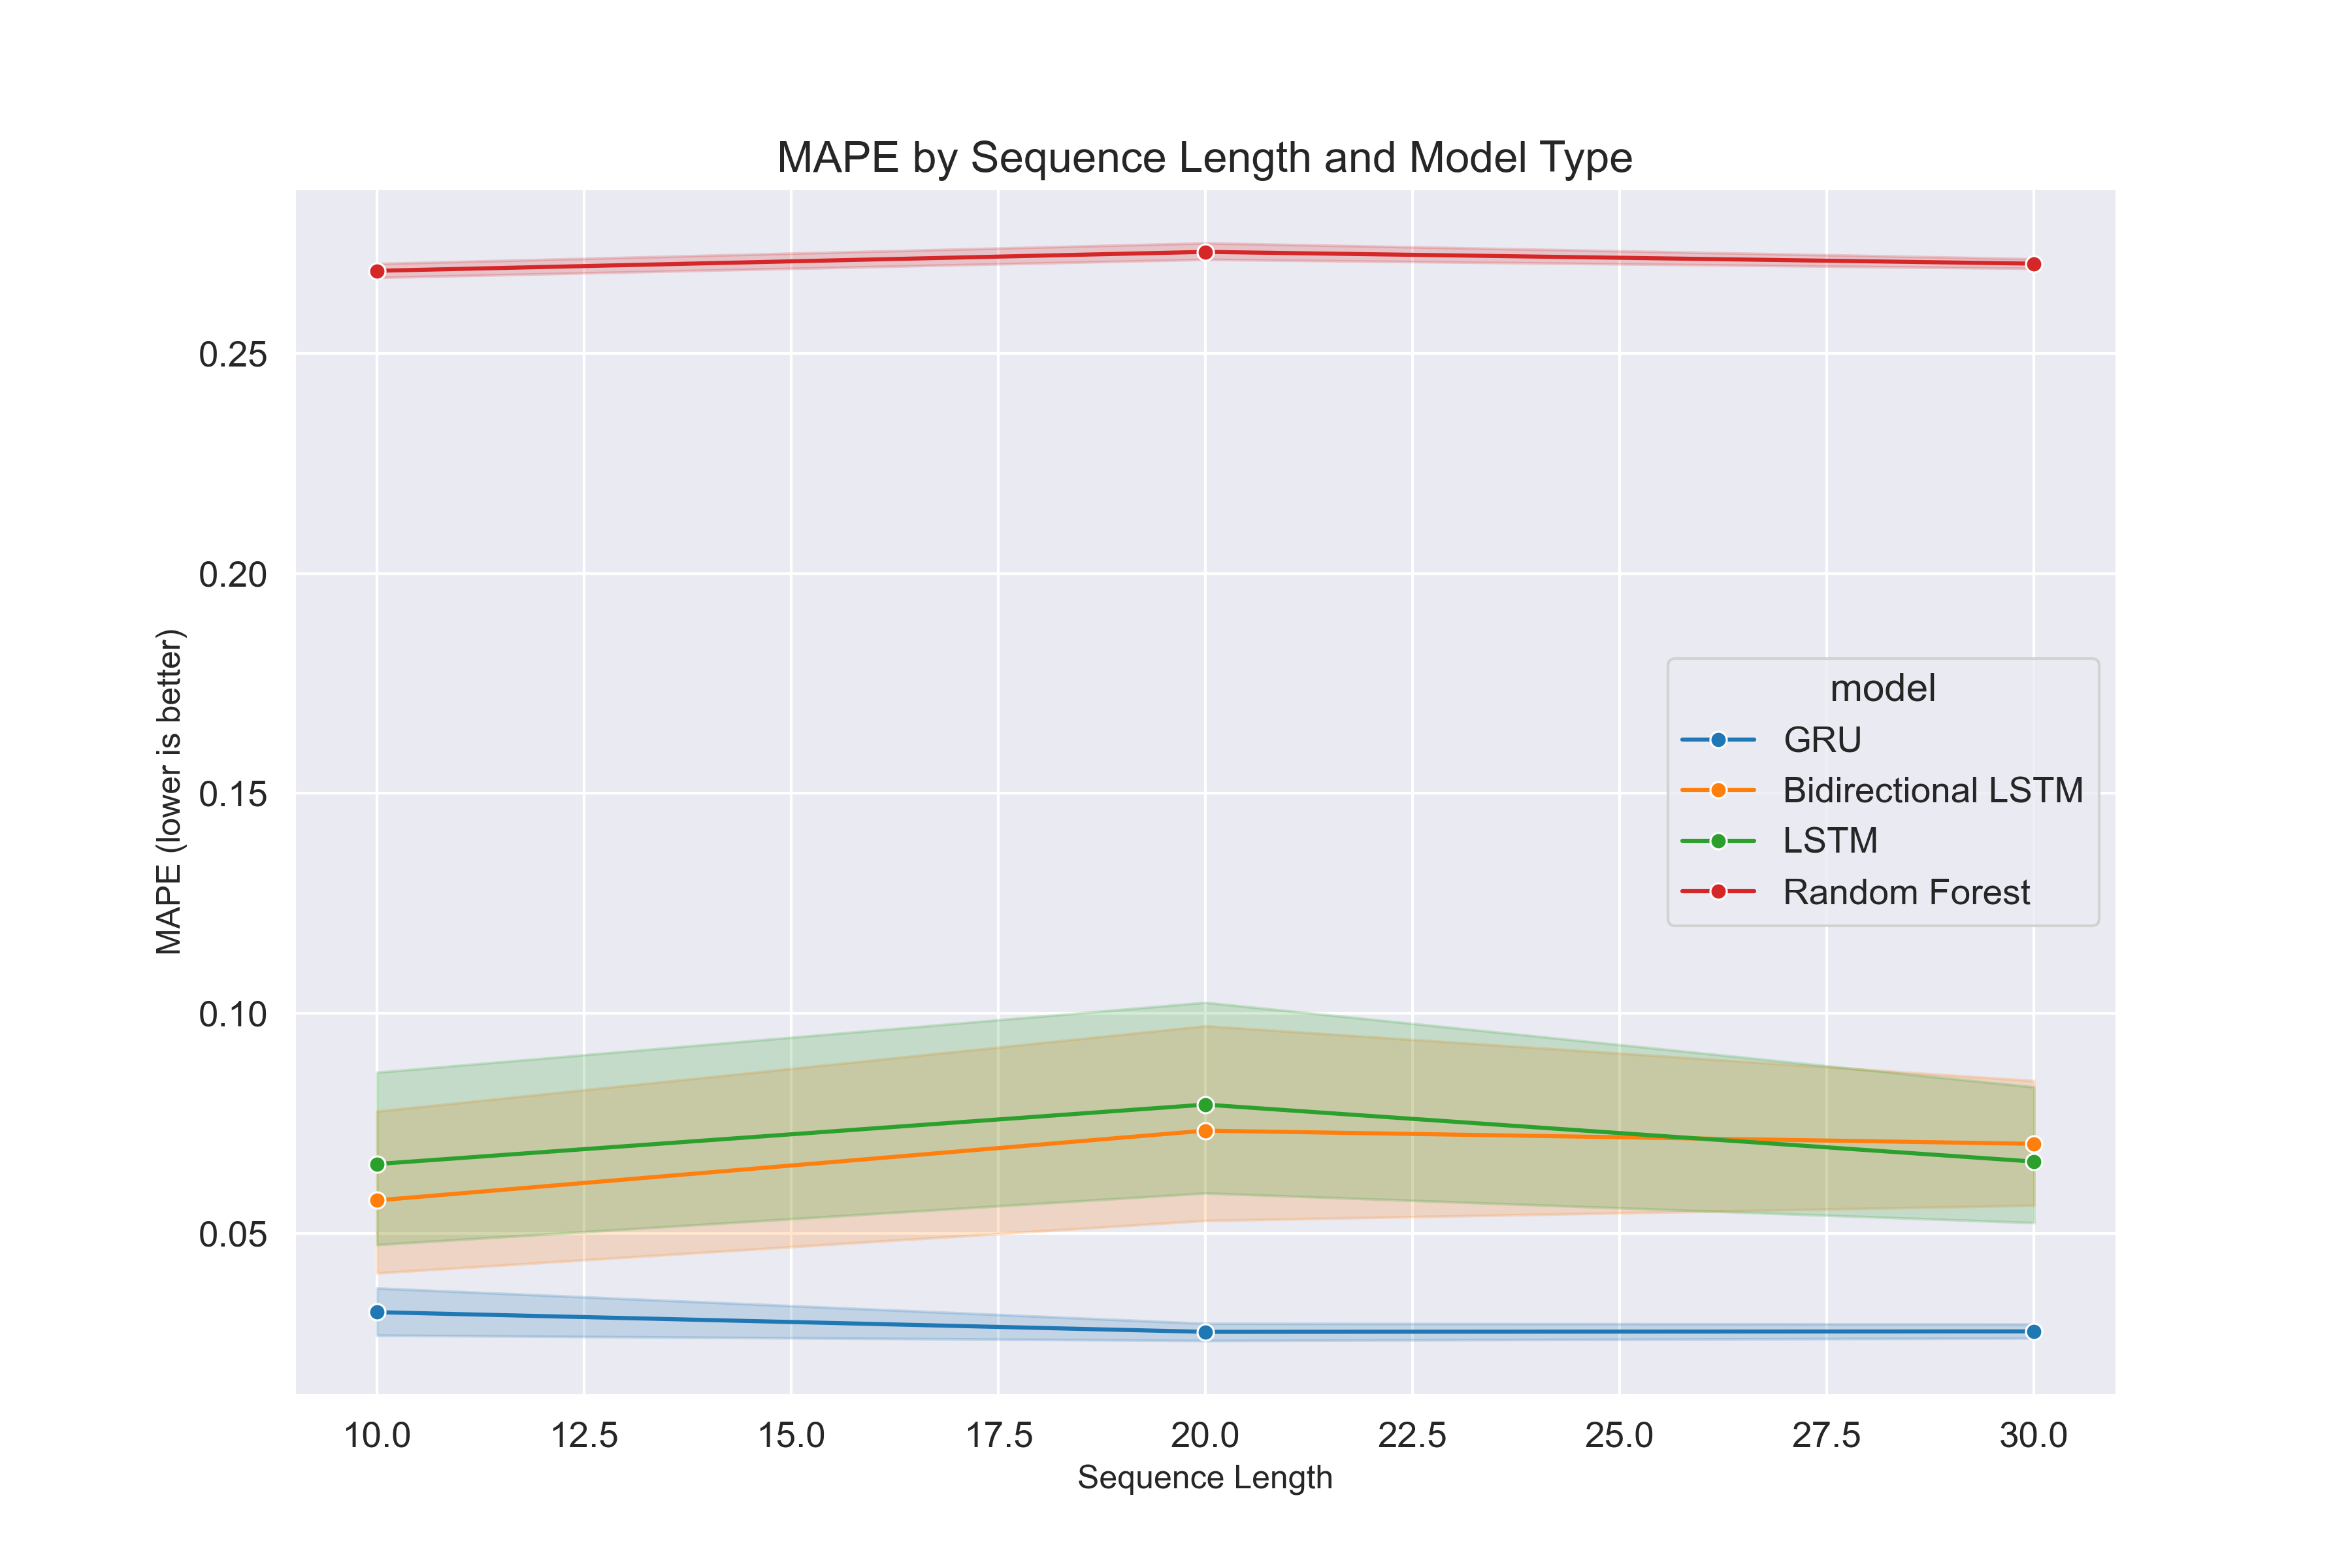 MAPE by Sequence Length and Model Type
MAPE (lower is better)
0.25
0.20
0.15
0.10
0.05
model
GRU
Bidirectional LSTM
LSTM
Random Forest
10.0 12.5 15.0 17.5 20.0 22.5 25.0 27.5 30.0
Sequence Length